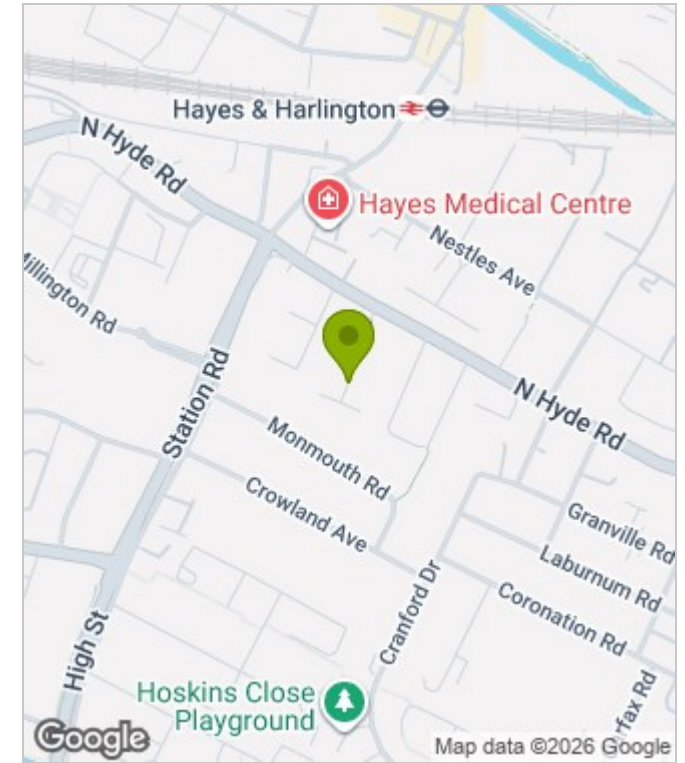 Hayes & Harlington
N Hyde Rd
Hayes Medical Centre
Nestles Ave
Millington Rd
Station Rd
N Hyde Rd
Monmouth Rd
Crowland Ave
Granville Rd
Laburnum Rd
Cranford Dr
Coronation Rd
High St
Hoskins Close
Playground
Google
Map data ©2026 Google